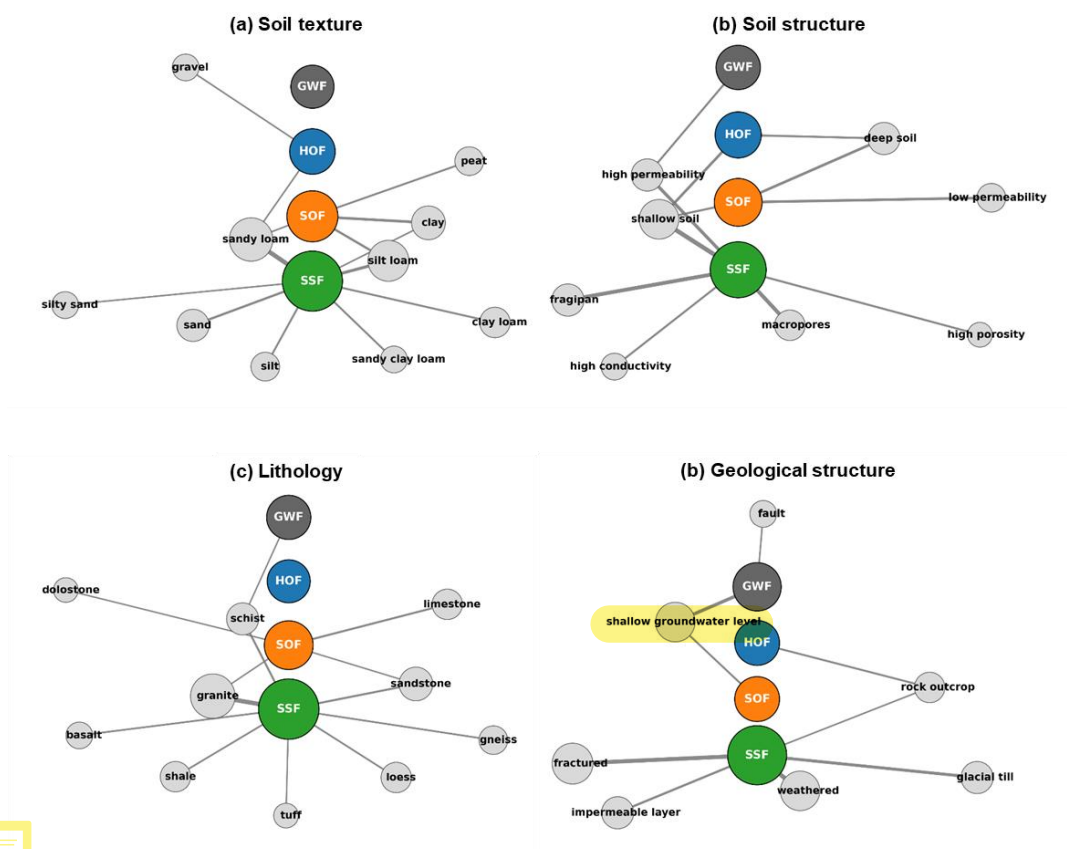 (a) Soil texture
gravel
GWF
HOF
peat
SOF
clay
sandy loam
silt loam
SSF
silty sand
sand
clay loam
silt
sandy clay loam
(b) Soil structure
GWF
HOF
deep soil
high permeability
SOF
low permeability
shallow soil
SSF
fragipan
macropores
high porosity
high conductivity
(c) Lithology
GWF
HOF
dolostone
limestone
schist
SOF
sandstone
granite
SSF
basalt
gneiss
shale
loess
tuff
(b) Geological structure
fault
GWF
shallow groundwater level
HOF
rock outcrop
SOF
SSF
fractured
glacial till
weathered
impermeable layer